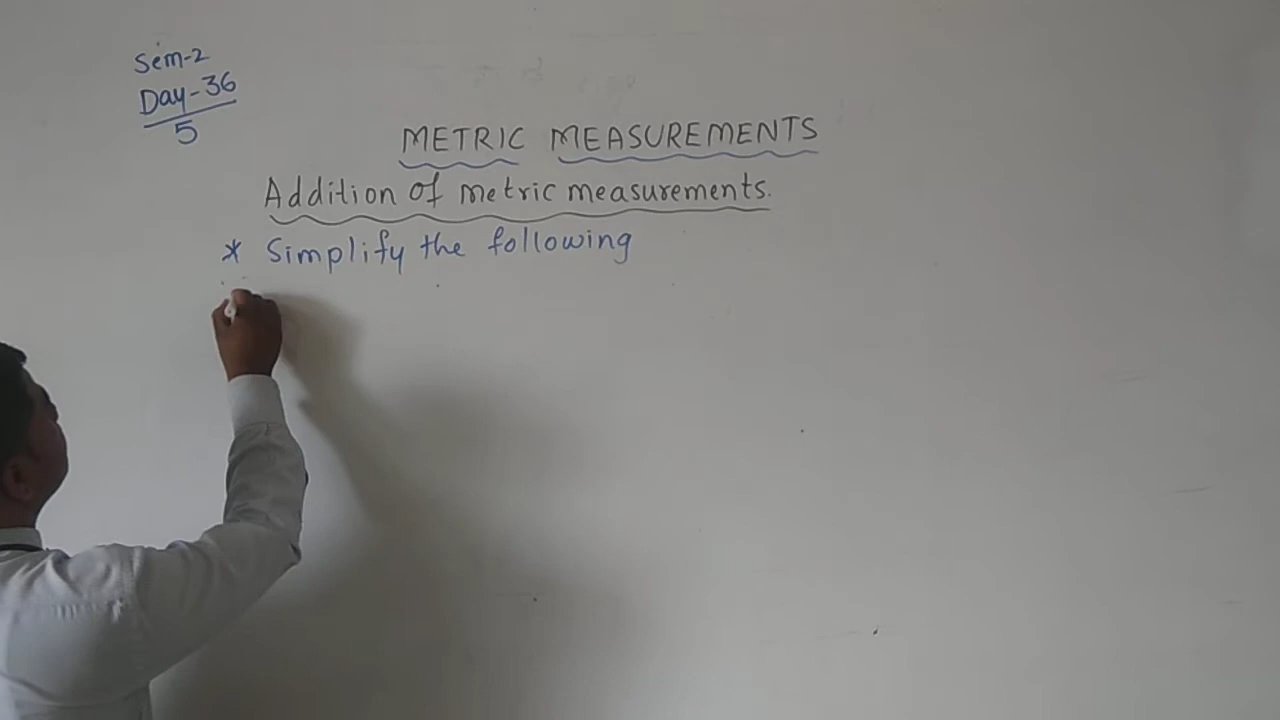 Sem-2
Day-36
5
METRIC MEASUREMENTS
Addition of metric measurements.
* Simplify the following